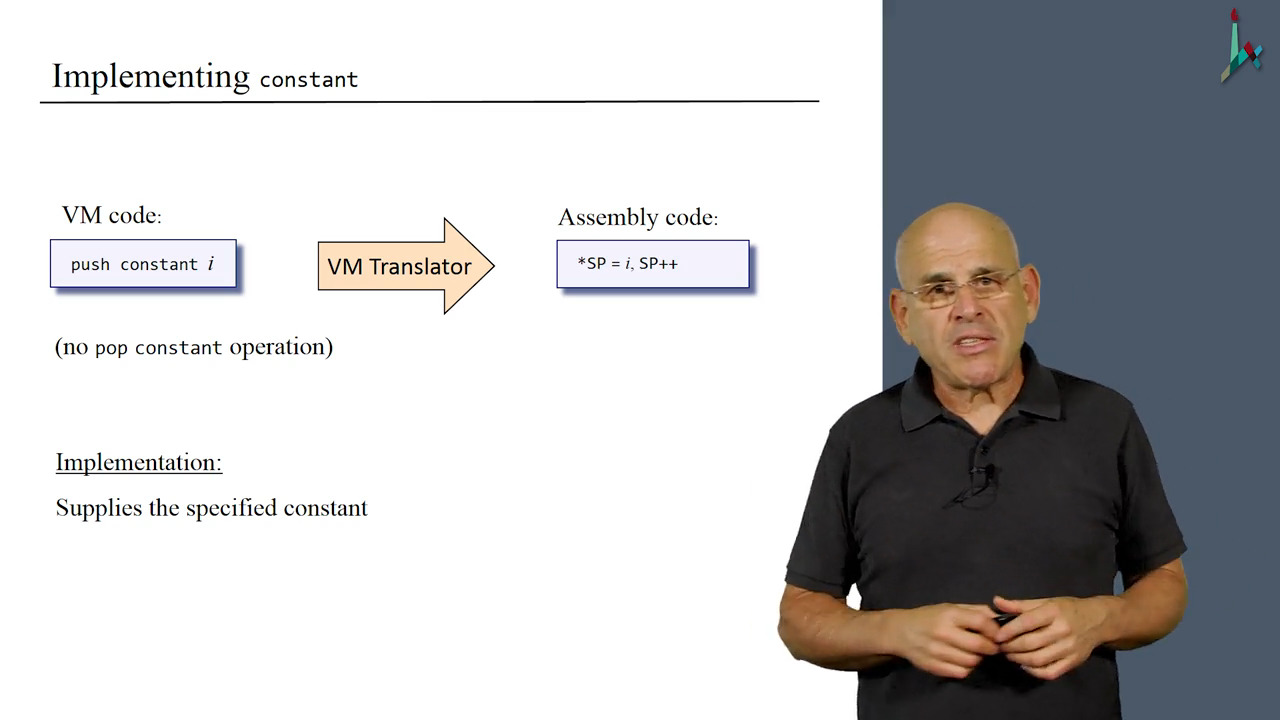 Implementing constant
VM code:
push constant i
VM Translator
Assembly code:
*SP = i, SP++
(no pop constant operation)
Implementation:
Supplies the specified constant